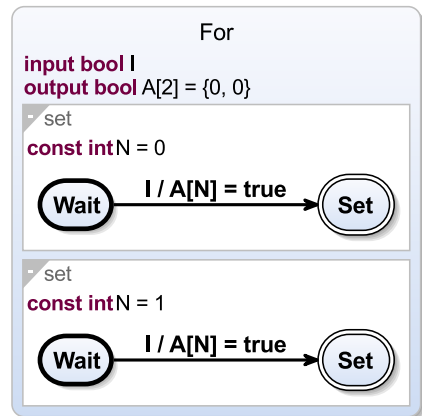 For
input bool I
output bool A[2] = {0, 0}
- set
const int N = 0
Wait
I / A[N] = true
Set
- set
const int N = 1
Wait
I / A[N] = true
Set